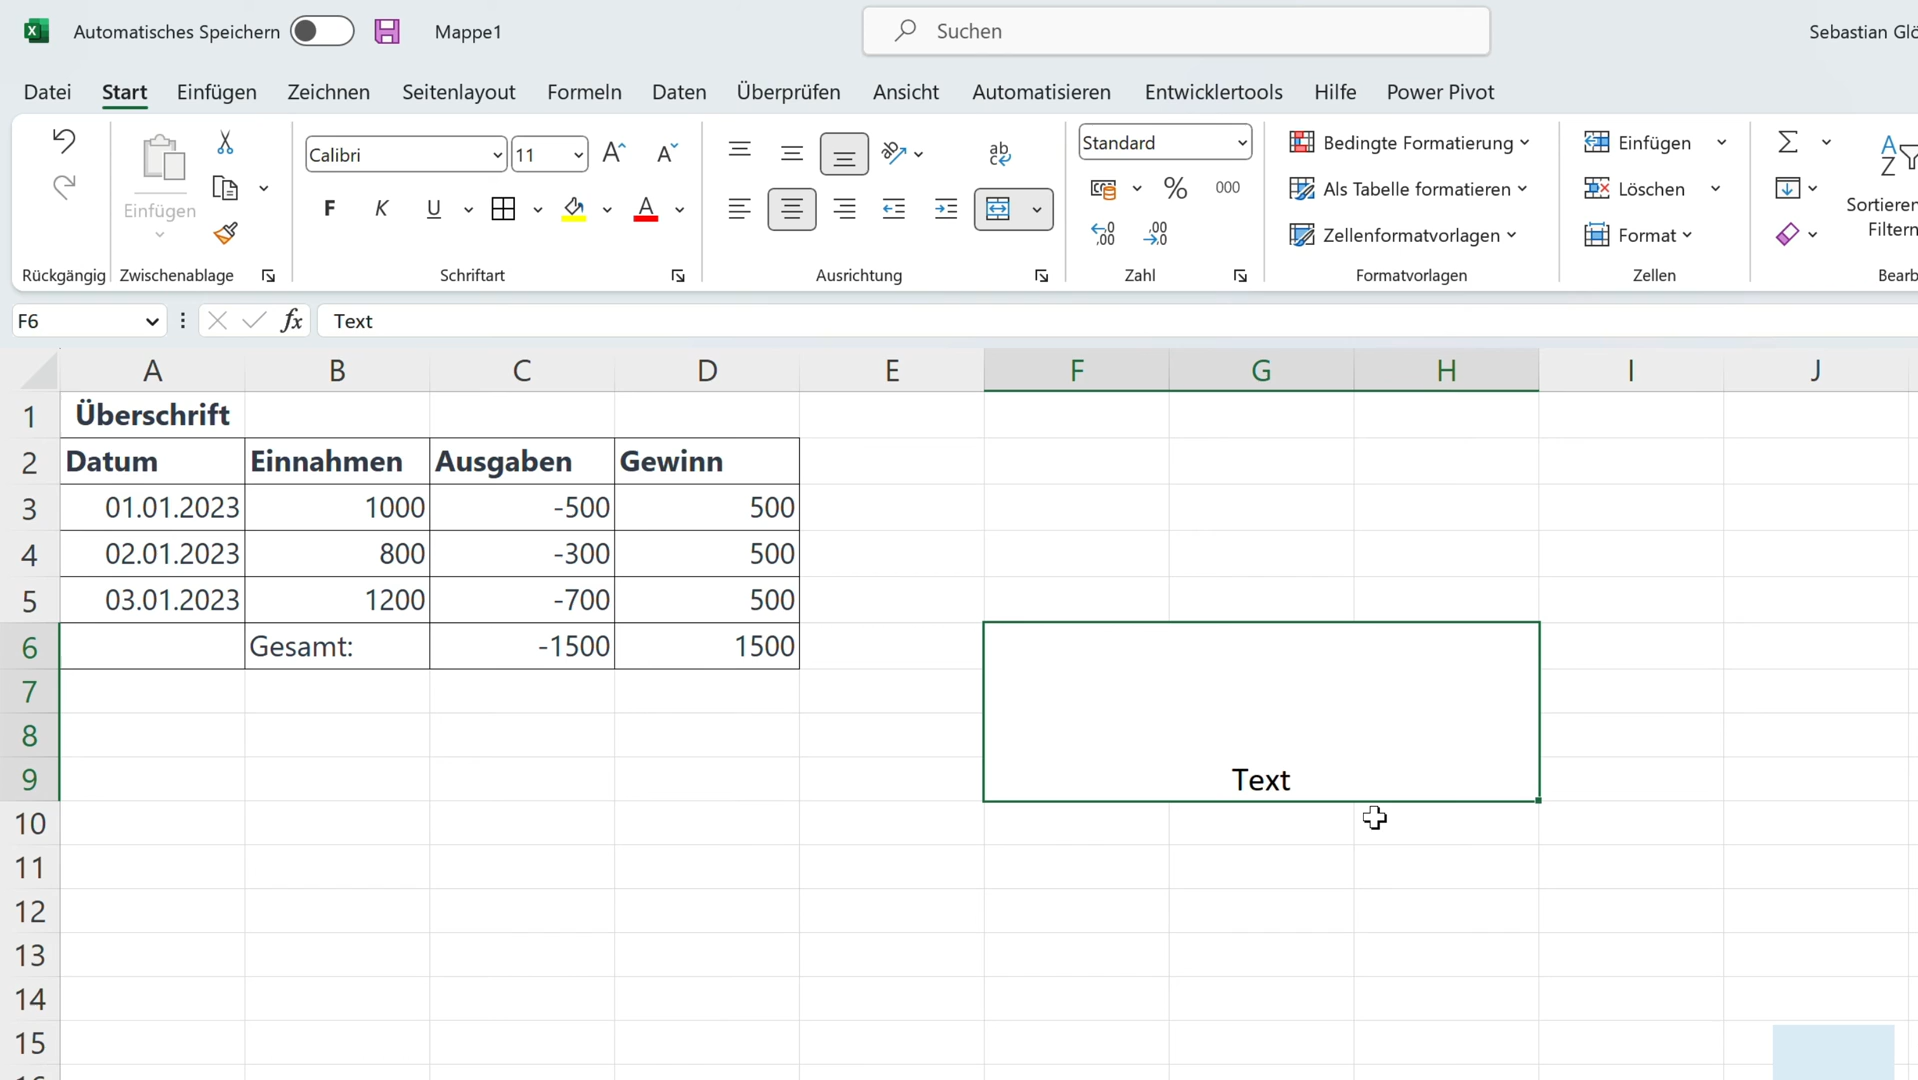 Automatisches Speichern Mappe1 Suchen Sebastian Glö
Datei Start Einfügen Zeichnen Seitenlayout Formeln Daten Überprüfen Ansicht Automatisieren Entwicklertools Hilfe Power Pivot
Einfügen
Calibri 11
F K U A
ab
c
Standard
% 000
Bedingte Formatierung
Als Tabelle formatieren
Zellenformatvorlagen
Einfügen
Löschen
Format
Σ
A
Z
Sortieren
Filtern
Rückgängig Zwischenablage Schriftart Ausrichtung Zahl Formatvorlagen Zellen Bearb
F6 fx Text
A B C D E F G H I J
1 Überschrift
2 Datum Einnahmen Ausgaben Gewinn
3 01.01.2023 1000 -500 500
4 02.01.2023 800 -300 500
5 03.01.2023 1200 -700 500
6 Gesamt: -1500 1500
7
8
9 Text
10
11
12
13
14
15